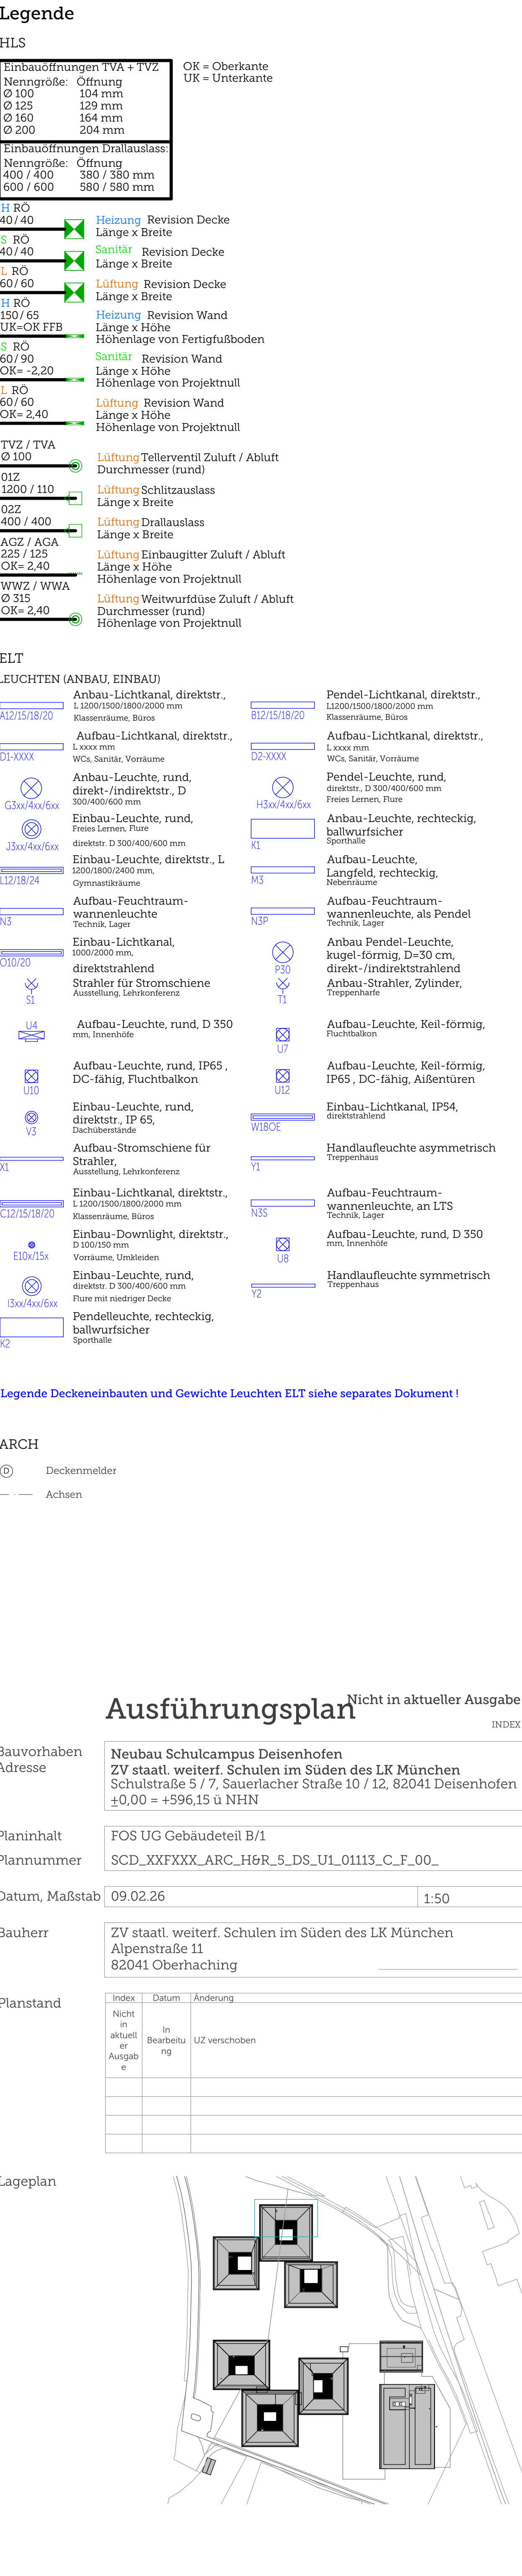 Legende
HLS
Einbauöffnungen TVA + TVZ
Nenngröße: Öffnung
Ø 100 104 mm
Ø 125 129 mm
Ø 160 164 mm
Ø 200 204 mm
Einbauöffnungen Drallauslass:
Nenngröße: Öffnung
400 / 400 380 / 380 mm
600 / 600 580 / 580 mm
OK = Oberkante
UK = Unterkante
H RÖ
40/ 40
Heizung Revision Decke
Länge x Breite
S RÖ
40/ 40
Sanitär Revision Decke
Länge x Breite
L RÖ
60/ 60
Lüftung Revision Decke
Länge x Breite
H RÖ
150/ 65
UK=OK FFB
Heizung Revision Wand
Länge x Höhe
Höhenlage von Fertigfußboden
S RÖ
60/ 90
OK= -2,20
Sanitär Revision Wand
Länge x Höhe
Höhenlage von Projektnull
L RÖ
60/ 60
OK= 2,40
Lüftung Revision Wand
Länge x Höhe
Höhenlage von Projektnull
TVZ / TVA
Ø 100
Lüftung Tellerventil Zuluft / Abluft
Durchmesser (rund)
01Z
1200 / 110
Lüftung Schlitzauslass
Länge x Breite
02Z
400 / 400
Lüftung Drallauslass
Länge x Breite
AGZ / AGA
225 / 125
OK= 2,40
Lüftung Einbaugitter Zuluft / Abluft
Länge x Höhe
Höhenlage von Projektnull
WWZ / WWA
Ø 315
OK= 2,40
Lüftung Weitwurfdüse Zuluft / Abluft
Durchmesser (rund)
Höhenlage von Projektnull
ELT
LEUCHTEN (ANBAU, EINBAU)
A12/15/18/20
Anbau-Lichtkanal, direktstr.,
L 1200/1500/1800/2000 mm
Klassenräume, Büros
B12/15/18/20
Pendel-Lichtkanal, direktstr.,
L1200/1500/1800/2000 mm
Klassenräume, Büros
D1-XXXX
Aufbau-Lichtkanal, direktstr.,
L xxxx mm
WCs, Sanitär, Vorräume
D2-XXXX
Aufbau-Lichtkanal, direktstr.,
L xxxx mm
WCs, Sanitär, Vorräume
G3xx/4xx/6xx
Anbau-Leuchte, rund,
direkt-/indirektstr., D
300/400/600 mm
H3xx/4xx/6xx
Pendel-Leuchte, rund,
direktstr., D 300/400/600 mm
Freies Lernen, Flure
J3xx/4xx/6xx
Einbau-Leuchte, rund,
Freies Lernen, Flure
direktstr. D 300/400/600 mm
K1
Anbau-Leuchte, rechteckig,
ballwurfsicher
Sporthalle
L12/18/24
Einbau-Leuchte, direktstr., L
1200/1800/2400 mm,
Gymnastikräume
M3
Aufbau-Leuchte,
Langfeld, rechteckig,
Nebenräume
N3
Aufbau-Feuchtraum-
wannenleuchte
Technik, Lager
N3P
Aufbau-Feuchtraum-
wannenleuchte, als Pendel
Technik, Lager
O10/20
Einbau-Lichtkanal,
1000/2000 mm,
direktstrahlend
P30
Anbau Pendel-Leuchte,
kugel-förmig, D=30 cm,
direkt-/indirektstrahlend
S1
Strahler für Stromschiene
Ausstellung, Lehrkonferenz
T1
Anbau-Strahler, Zylinder,
Treppenharfe
U4
Aufbau-Leuchte, rund, D 350
mm, Innenhöfe
U7
Aufbau-Leuchte, Keil-förmig,
Fluchtbalkon
U10
Aufbau-Leuchte, rund, IP65 ,
DC-fähig, Fluchtbalkon
U12
Aufbau-Leuchte, Keil-förmig,
IP65 , DC-fähig, Aißentüren
V3
Einbau-Leuchte, rund,
direktstr., IP 65,
Dachüberstände
W18OE
Einbau-Lichtkanal, IP54,
direktstrahlend
X1
Aufbau-Stromschiene für
Strahler,
Ausstellung, Lehrkonferenz
Y1
Handlaufleuchte asymmetrisch
Treppenhaus
C12/15/18/20
Einbau-Lichtkanal, direktstr.,
L 1200/1500/1800/2000 mm
Klassenräume, Büros
N3S
Aufbau-Feuchtraum-
wannenleuchte, an LTS
Technik, Lager
E10x/15x
Einbau-Downlight, direktstr.,
D 100/150 mm
Vorräume, Umkleiden
U8
Aufbau-Leuchte, rund, D 350
mm, Innenhöfe
I3xx/4xx/6xx
Einbau-Leuchte, rund,
direktstr. D 300/400/600 mm
Flure mit niedriger Decke
Y2
Handlaufleuchte symmetrisch
Treppenhaus
K2
Pendelleuchte, rechteckig,
ballwurfsicher
Sporthalle
Legende Deckeneinbauten und Gewichte Leuchten ELT siehe separates Dokument !
ARCH
D Deckenmelder
Achsen
Ausführungsplan
Nicht in aktueller Ausgabe
INDEX
Bauvorhaben
Adresse
Neubau Schulcampus Deisenhofen
ZV staatl. weiterf. Schulen im Süden des LK München
Schulstraße 5 / 7, Sauerlacher Straße 10 / 12, 82041 Deisenhofen
±0,00 = +596,15 ü NHN
Planinhalt FOS UG Gebäudeteil B/1
Plannummer SCD_XXFXXX_ARC_H&R_5_DS_U1_01113_C_F_00_
Datum, Maßstab 09.02.26 1:50
Bauherr
ZV staatl. weiterf. Schulen im Süden des LK München
Alpenstraße 11
82041 Oberhaching
Planstand
Index Datum Änderung
Nicht
in
aktuell
er
Ausgab
e
In
Bearbeitu
ng
UZ verschoben
Lageplan